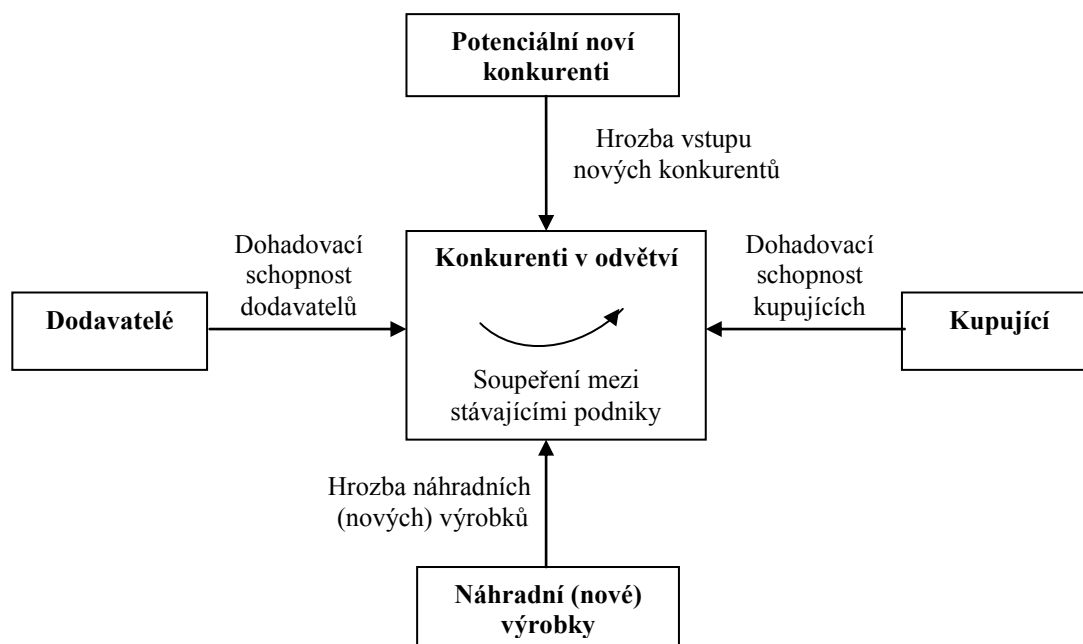 Potenciální noví
konkurenti
Hrozba vstupu
nových konkurentů
Dohadovací
schopnost
dodavatelů
Konkurenti v odvětví
Dohadovací
schopnost
kupujících
Dodavatelé
Kupující
Soupeření mezi
stávajícími podniky
Hrozba náhradních
(nových) výrobků
Náhradní (nové)
výrobky